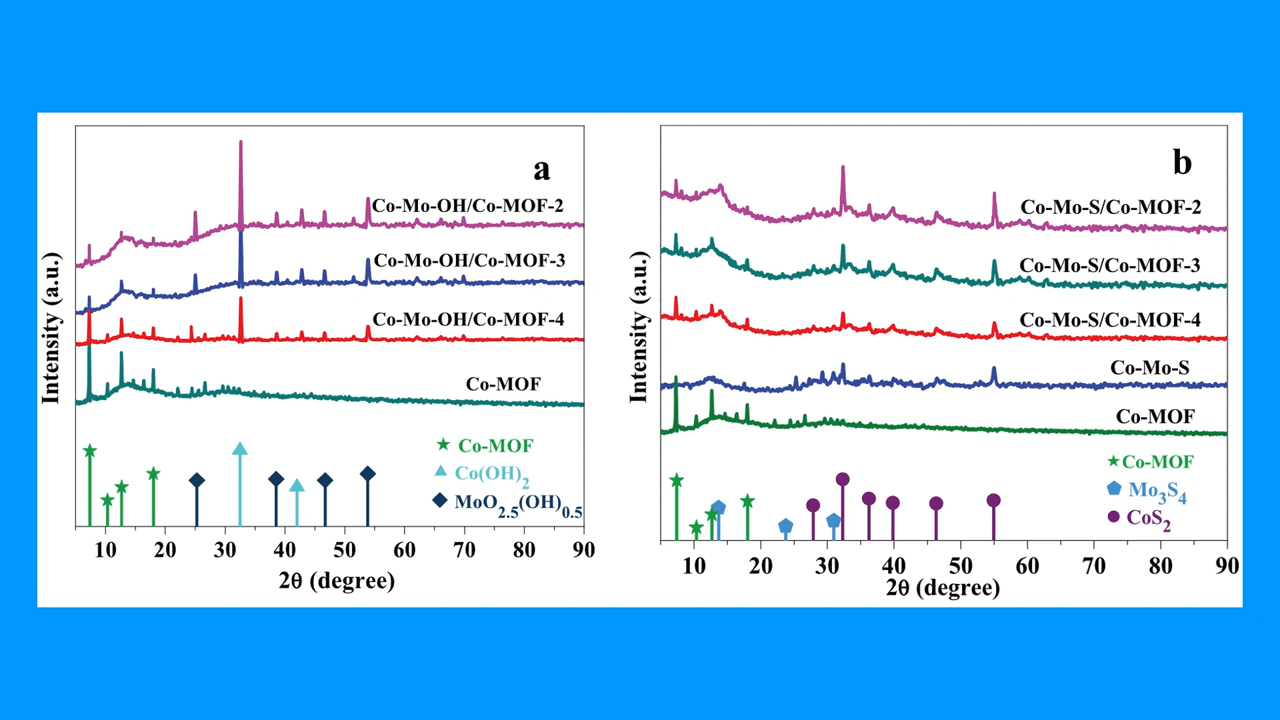 a
Co-Mo-OH/Co-MOF-2
Co-Mo-OH/Co-MOF-3
Co-Mo-OH/Co-MOF-4
Co-MOF
Co-MOF
Co(OH)2
MoO2.5(OH)0.5
Intensity (a.u.)
10 20 30 40 50 60 70 80 90
2θ (degree)
b
Co-Mo-S/Co-MOF-2
Co-Mo-S/Co-MOF-3
Co-Mo-S/Co-MOF-4
Co-Mo-S
Co-MOF
Co-MOF
Mo3S4
CoS2
Intensity (a.u.)
10 20 30 40 50 60 70 80 90
2θ (degree)